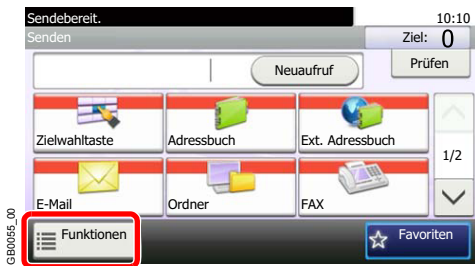 Sendebereit.
10:10
Senden
Ziel: 0
Neuaufruf
Prüfen
Zielwahltaste
Adressbuch
Ext. Adressbuch
1/2
E-Mail
Ordner
FAX
Funktionen
Favoriten
GB0055_00